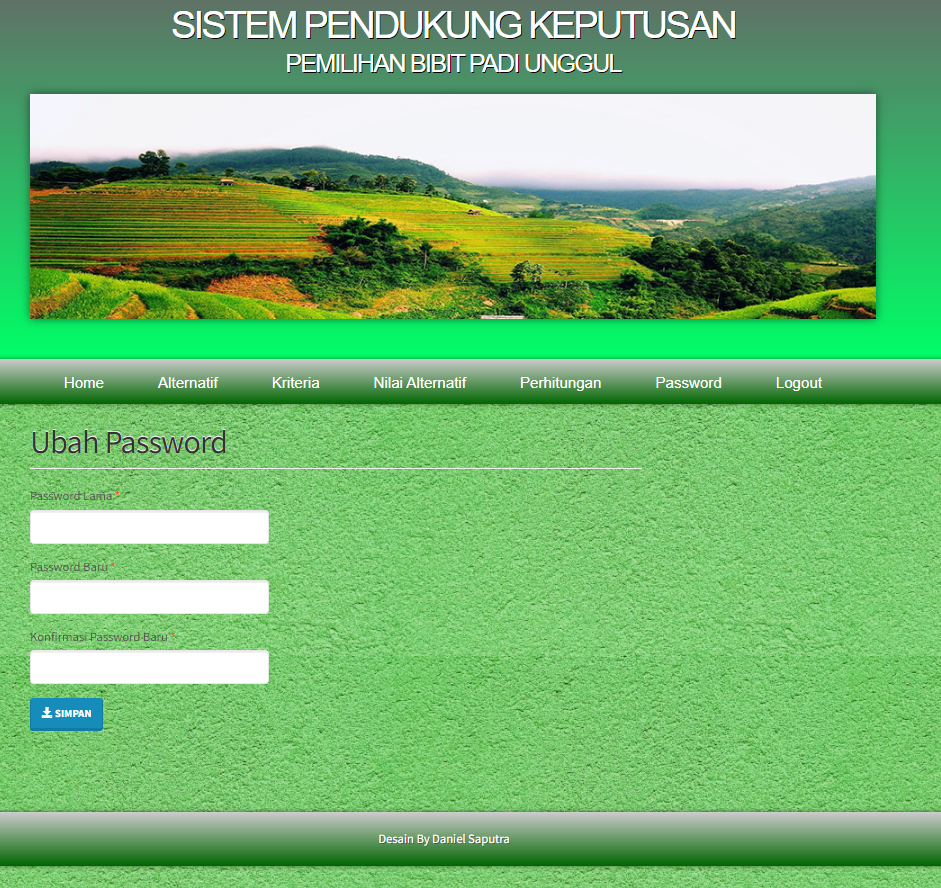 SISTEM PENDUKUNG KEPUTUSAN
PEMILIHAN BIBIT PADI UNGGUL
Home Alternatif Kriteria Nilai Alternatif Perhitungan Password Logout
Ubah Password
Password Lama *
Password Baru *
Konfirmasi Password Baru *
SIMPAN
Desain By Daniel Saputra